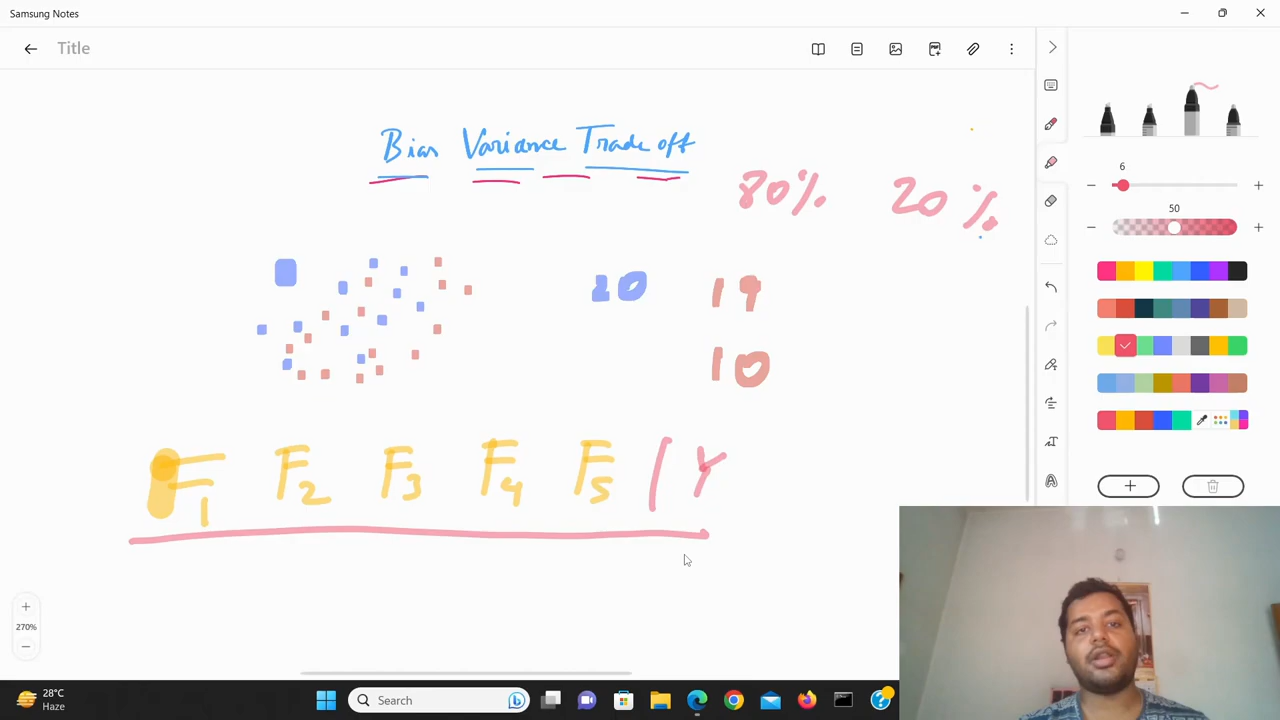 Samsung Notes
Title
Bias Variance Trade off
80% 20%
6
50
20 19
10
F1 F2 F3 F4 F5 | Y
270%
28°C
Haze
Search